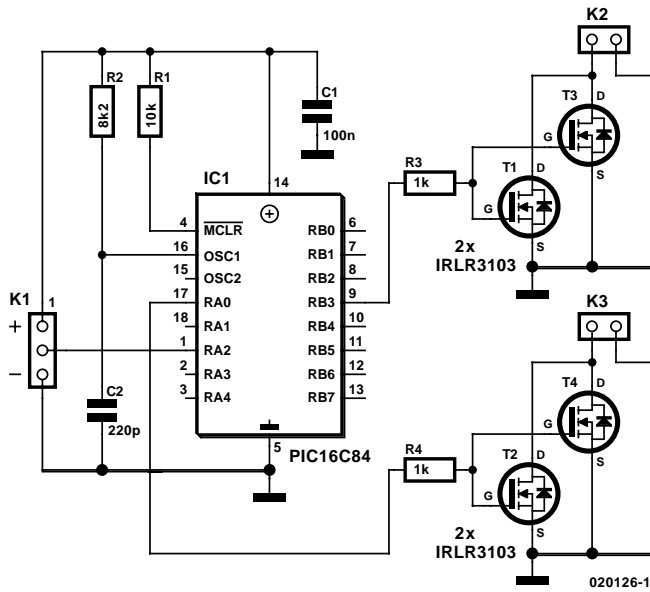 K2
R2
R1
8k2
10k
C1
100n
T3
D
G
S
R3
1k
T1
D
G
S
2x
IRLR3103
IC1
14
4
MCLR
RB0
6
16
OSC1
RB1
7
15
OSC2
RB2
8
17
RA0
RB3
9
18
RA1
RB4
10
1
RA2
RB5
11
2
RA3
RB6
12
3
RA4
RB7
13
5
PIC16C84
K1
1
+
−
C2
220p
K3
T4
D
G
S
R4
1k
T2
D
G
S
2x
IRLR3103
020126-1